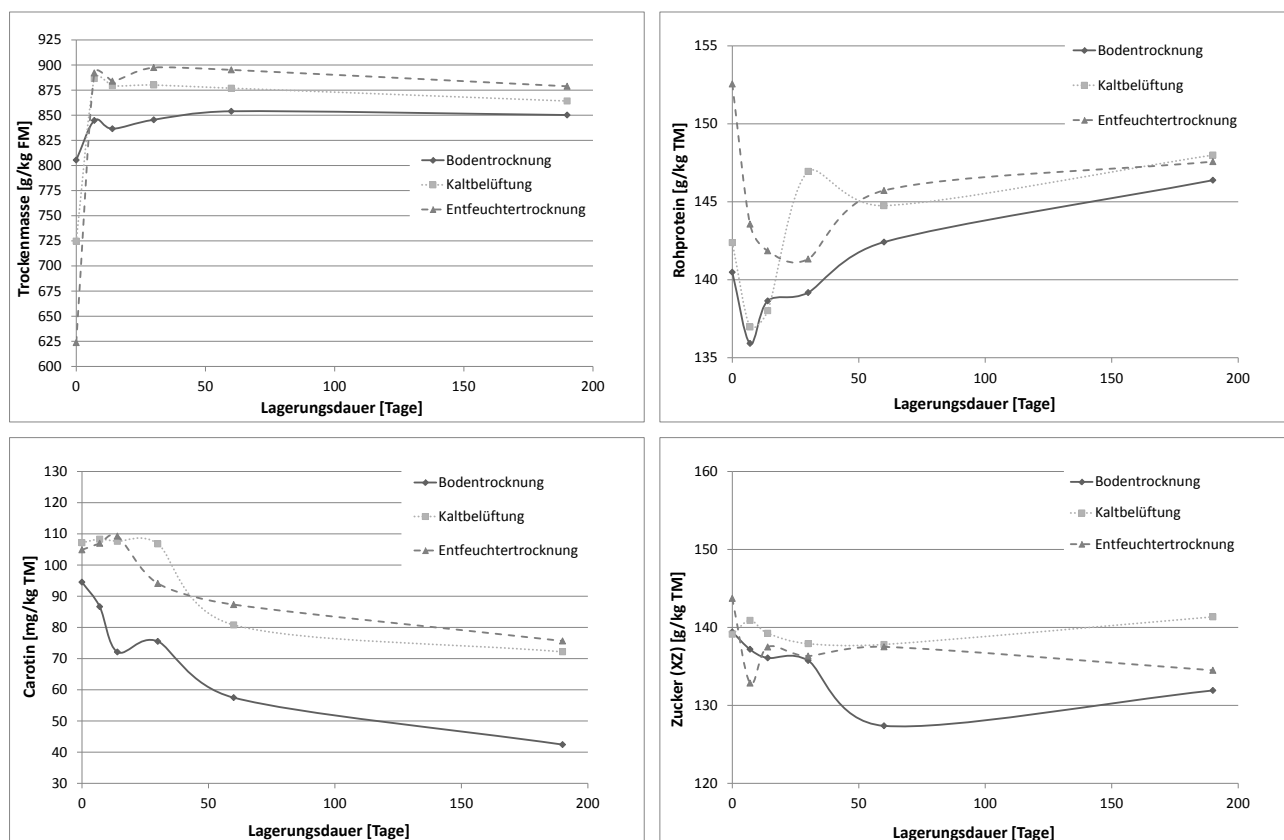 Trockenmasse [g/kg FM]
925
900
875
850
825
800
775
750
725
700
675
650
625
600
0
50
100
150
200
Lagerungsdauer [Tage]
Bodentrocknung
Kaltbelüftung
Entfeuchtertrocknung
Rohprotein [g/kg TM]
155
150
145
140
135
0
50
100
150
200
Lagerungsdauer [Tage]
Bodentrocknung
Kaltbelüftung
Entfeuchtertrocknung
Carotin [mg/kg TM]
130
120
110
100
90
80
70
60
50
40
30
0
50
100
150
200
Lagerungsdauer [Tage]
Bodentrocknung
Kaltbelüftung
Entfeuchtertrocknung
Zucker (XZ) [g/kg TM]
160
150
140
130
120
0
50
100
150
200
Lagerungsdauer [Tage]
Bodentrocknung
Kaltbelüftung
Entfeuchtertrocknung